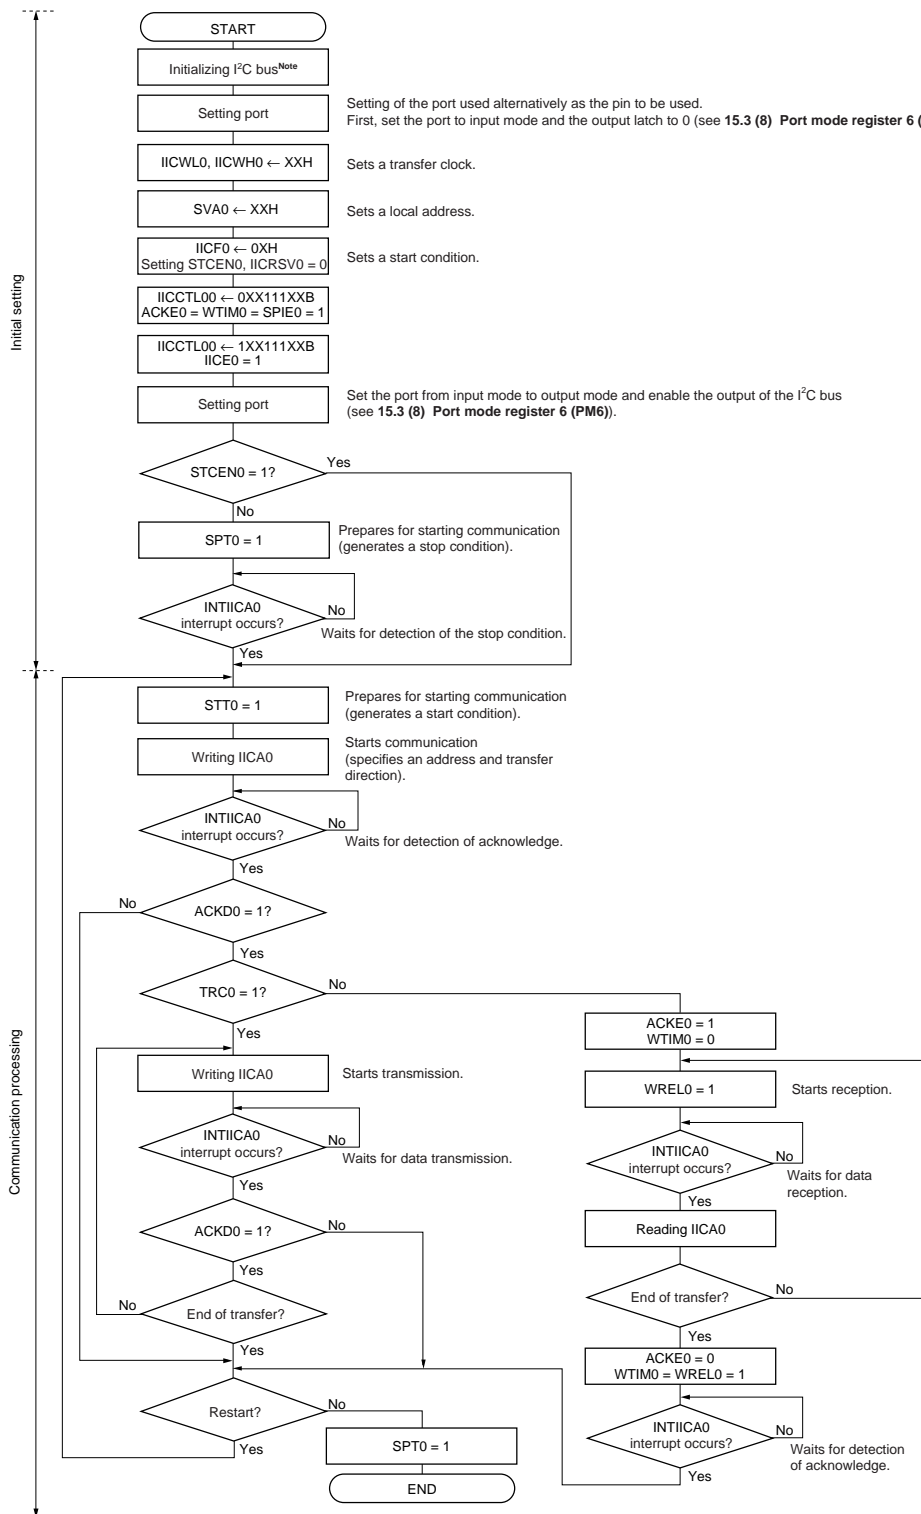 START
Initializing I²C busNote
Setting port
Setting of the port used alternatively as the pin to be used.
First, set the port to input mode and the output latch to 0 (see 15.3 (8) Port mode register 6 (
IICWL0, IICWH0 ← XXH
Sets a transfer clock.
SVA0 ← XXH
Sets a local address.
IICF0 ← 0XH
Setting STCEN0, IICRSV0 = 0
Sets a start condition.
IICCTL00 ← 0XX111XXB
ACKE0 = WTIM0 = SPIE0 = 1
IICCTL00 ← 1XX111XXB
IICE0 = 1
Initial setting
Setting port
Set the port from input mode to output mode and enable the output of the I²C bus
(see 15.3 (8) Port mode register 6 (PM6)).
STCEN0 = 1?
Yes
No
SPT0 = 1
Prepares for starting communication
(generates a stop condition).
INTIICA0
interrupt occurs?
No
Waits for detection of the stop condition.
Yes
STT0 = 1
Prepares for starting communication
(generates a start condition).
Writing IICA0
Starts communication
(specifies an address and transfer
direction).
INTIICA0
interrupt occurs?
No
Waits for detection of acknowledge.
Yes
No
ACKD0 = 1?
Yes
TRC0 = 1?
No
Yes
Communication processing
Writing IICA0
Starts transmission.
INTIICA0
interrupt occurs?
No
Waits for data transmission.
Yes
ACKD0 = 1?
No
Yes
No
End of transfer?
Yes
Restart?
No
Yes
SPT0 = 1
END
ACKE0 = 1
WTIM0 = 0
WREL0 = 1
Starts reception.
INTIICA0
interrupt occurs?
No
Waits for data
reception.
Yes
Reading IICA0
End of transfer?
No
Yes
ACKE0 = 0
WTIM0 = WREL0 = 1
INTIICA0
interrupt occurs?
No
Waits for detection
of acknowledge.
Yes